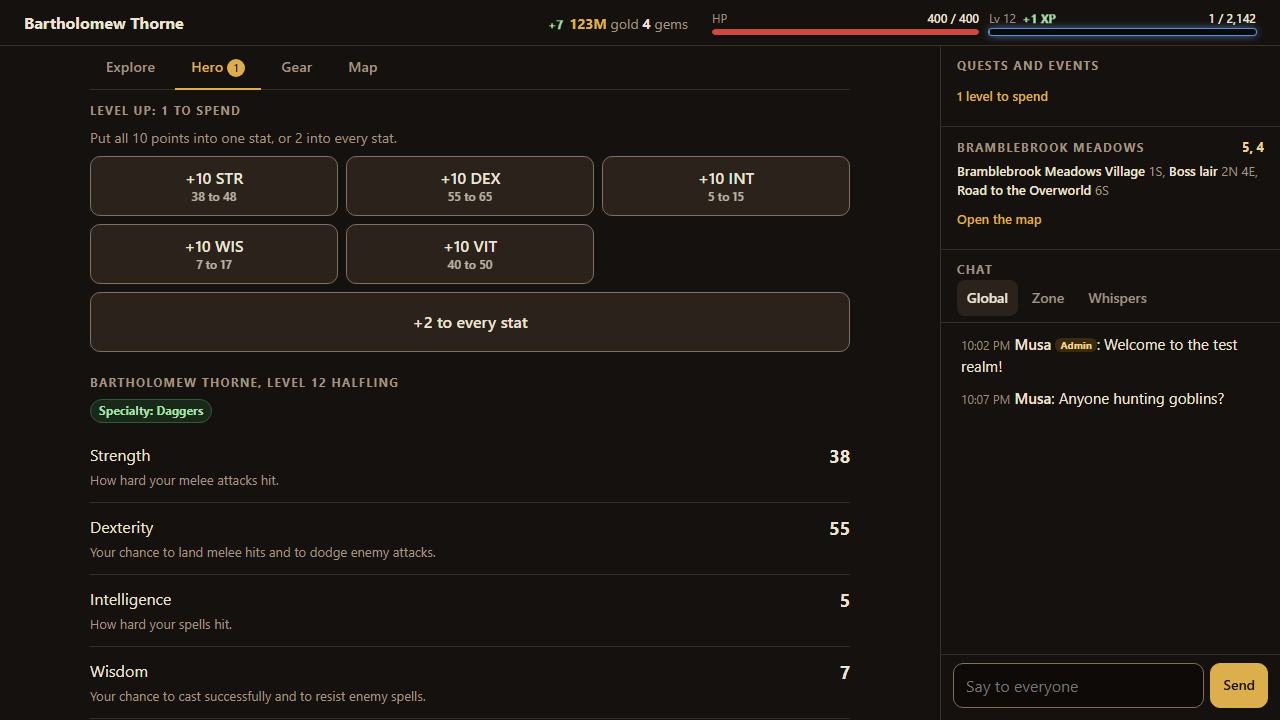 Bartholomew Thorne
+7 123M gold 4 gems
HP 400 / 400
Lv 12 +1 XP 1 / 2,142
Explore
Hero 1
Gear
Map
LEVEL UP: 1 TO SPEND
Put all 10 points into one stat, or 2 into every stat.
+10 STR
38 to 48
+10 DEX
55 to 65
+10 INT
5 to 15
+10 WIS
7 to 17
+10 VIT
40 to 50
+2 to every stat
BARTHOLOMEW THORNE, LEVEL 12 HALFLING
Specialty: Daggers
Strength 38
How hard your melee attacks hit.
Dexterity 55
Your chance to land melee hits and to dodge enemy attacks.
Intelligence 5
How hard your spells hit.
Wisdom 7
Your chance to cast successfully and to resist enemy spells.
QUESTS AND EVENTS
1 level to spend
BRAMBLEBROOK MEADOWS 5, 4
Bramblebrook Meadows Village 1S, Boss lair 2N 4E,
Road to the Overworld 6S
Open the map
CHAT
Global Zone Whispers
10:02 PM Musa Admin: Welcome to the test
realm!
10:07 PM Musa: Anyone hunting goblins?
Say to everyone
Send